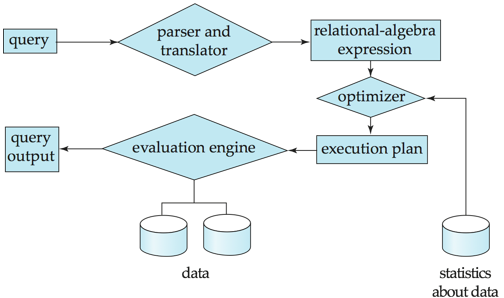 query
parser and
translator
relational-algebra
expression
optimizer
query
output
evaluation engine
execution plan
data
statistics
about data